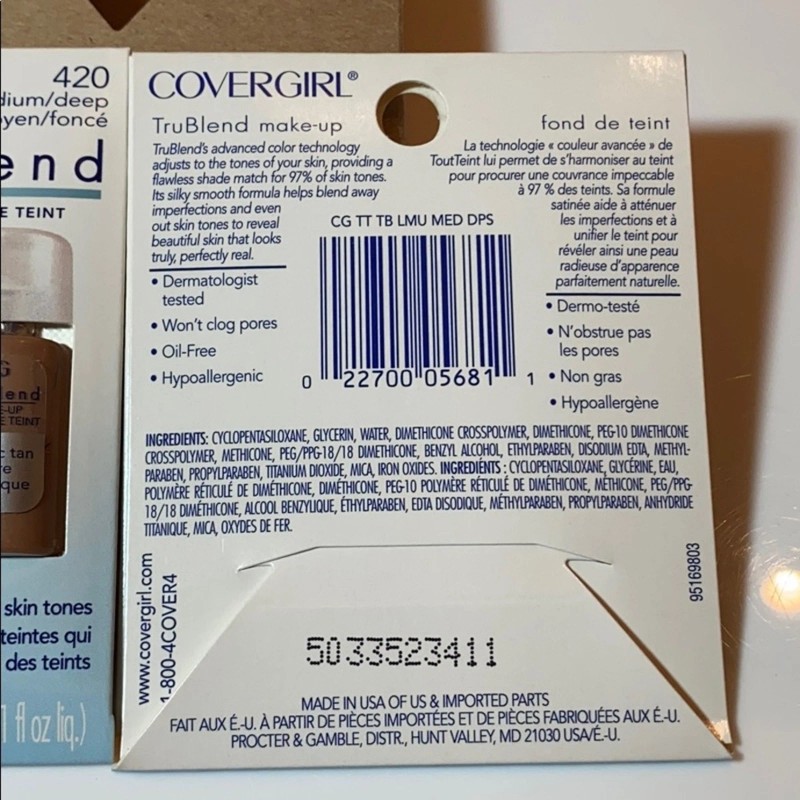 420
dium/deep
oyen/foncé
end
E TEINT
G
lend
E-UP
E TEINT
c tan
re
que
skin tones
teintes qui
des teints
1 fl oz liq.)
COVERGIRL®
TruBlend make-up
TruBlend's advanced color technology
adjusts to the tones of your skin, providing a
flawless shade match for 97% of skin tones.
Its silky smooth formula helps blend away
imperfections and even
out skin tones to reveal
beautiful skin that looks
truly, perfectly real.
• Dermatologist
tested
• Won't clog pores
• Oil-Free
• Hypoallergenic
fond de teint
La technologie « couleur avancée » de
ToutTeint lui permet de s'harmoniser au teint
pour procurer une couvrance impeccable
à 97 % des teints. Sa formule
satinée aide à atténuer
les imperfections et à
unifier le teint pour
révéler ainsi une peau
radieuse d'apparence
parfaitement naturelle.
• Dermo-testé
• N'obstrue pas
les pores
• Non gras
• Hypoallergène
CG TT TB LMU MED DPS
0 22700 05681 1
INGREDIENTS: CYCLOPENTASILOXANE, GLYCERIN, WATER, DIMETHICONE CROSSPOLYMER, DIMETHICONE, PEG-10 DIMETHICONE
CROSSPOLYMER, METHICONE, PEG/PPG-18/18 DIMETHICONE, BENZYL ALCOHOL, ETHYLPARABEN, DISODIUM EDTA, METHYL-
PARABEN, PROPYLPARABEN, TITANIUM DIOXIDE, MICA, IRON OXIDES. INGRÉDIENTS : CYCLOPENTASILOXANE, GLYCÉRINE, EAU,
POLYMÈRE RÉTICULÉ DE DIMÉTHICONE, DIMÉTHICONE, PEG-10 POLYMÈRE RÉTICULÉ DE DIMÉTHICONE, MÉTHICONE, PEG/PPG-
18/18 DIMÉTHICONE, ALCOOL BENZYLIQUE, ÉTHYLPARABEN, EDTA DISODIQUE, MÉTHYLPARABEN, PROPYLPARABEN, ANHYDRIDE
TITANIQUE, MICA, OXYDES DE FER.
www.covergirl.com
1-800-4COVER4
95169803
5033523411
MADE IN USA OF US & IMPORTED PARTS
FAIT AUX É.-U. À PARTIR DE PIÈCES IMPORTÉES ET DE PIÈCES FABRIQUÉES AUX É.-U.
PROCTER & GAMBLE, DISTR., HUNT VALLEY, MD 21030 USA/É.-U.